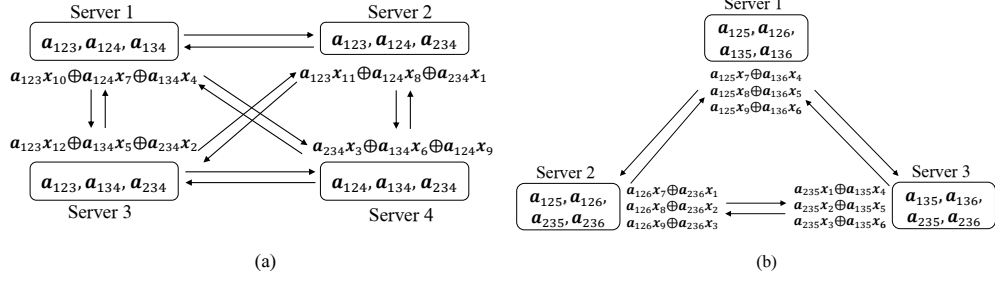 Server 1
Server 2
𝒂₁₂₃, 𝒂₁₂₄, 𝒂₁₃₄
𝒂₁₂₃, 𝒂₁₂₄, 𝒂₂₃₄
𝒂₁₂₃𝒙₁₀⊕𝒂₁₂₄𝒙₇⊕𝒂₁₃₄𝒙₄
𝒂₁₂₃𝒙₁₁⊕𝒂₁₂₄𝒙₈⊕𝒂₂₃₄𝒙₁
𝒂₁₂₃𝒙₁₂⊕𝒂₁₃₄𝒙₅⊕𝒂₂₃₄𝒙₂
𝒂₂₃₄𝒙₃⊕𝒂₁₃₄𝒙₆⊕𝒂₁₂₄𝒙₉
𝒂₁₂₃, 𝒂₁₃₄, 𝒂₂₃₄
𝒂₁₂₄, 𝒂₁₃₄, 𝒂₂₃₄
Server 3
Server 4
(a)
Server 1
𝒂₁₂₅, 𝒂₁₂₆,
𝒂₁₃₅, 𝒂₁₃₆
𝒂₁₂₅𝒙₇⊕𝒂₁₃₆𝒙₄
𝒂₁₂₅𝒙₈⊕𝒂₁₃₆𝒙₅
𝒂₁₂₅𝒙₉⊕𝒂₁₃₆𝒙₆
Server 2
𝒂₁₂₅, 𝒂₁₂₆,
𝒂₂₃₅, 𝒂₂₃₆
𝒂₁₂₆𝒙₇⊕𝒂₂₃₆𝒙₁
𝒂₁₂₆𝒙₈⊕𝒂₂₃₆𝒙₂
𝒂₁₂₆𝒙₉⊕𝒂₂₃₆𝒙₃
Server 3
𝒂₂₃₅𝒙₁⊕𝒂₁₃₅𝒙₄
𝒂₂₃₅𝒙₂⊕𝒂₁₃₅𝒙₅
𝒂₂₃₅𝒙₃⊕𝒂₁₃₅𝒙₆
𝒂₁₃₅, 𝒂₁₃₆,
𝒂₂₃₅, 𝒂₂₃₆
(b)